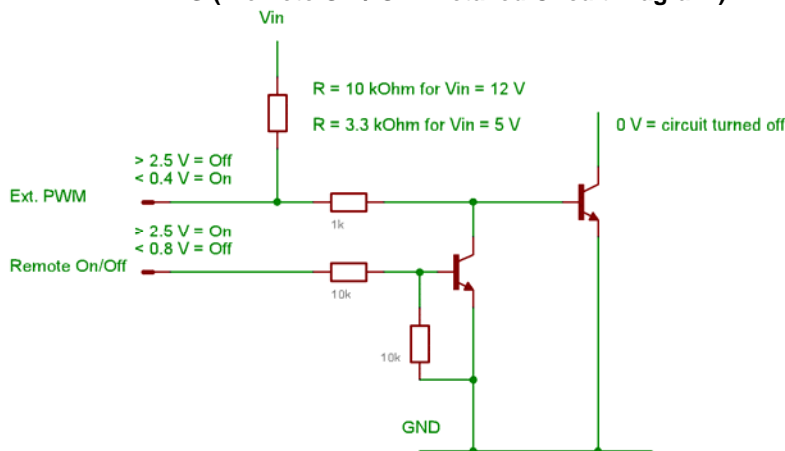 Vin
R = 10 kOhm for Vin = 12 V
R = 3.3 kOhm for Vin = 5 V
0 V = circuit turned off
> 2.5 V = Off
< 0.4 V = On
Ext. PWM
1k
> 2.5 V = On
< 0.8 V = Off
Remote On/Off
10k
10k
GND